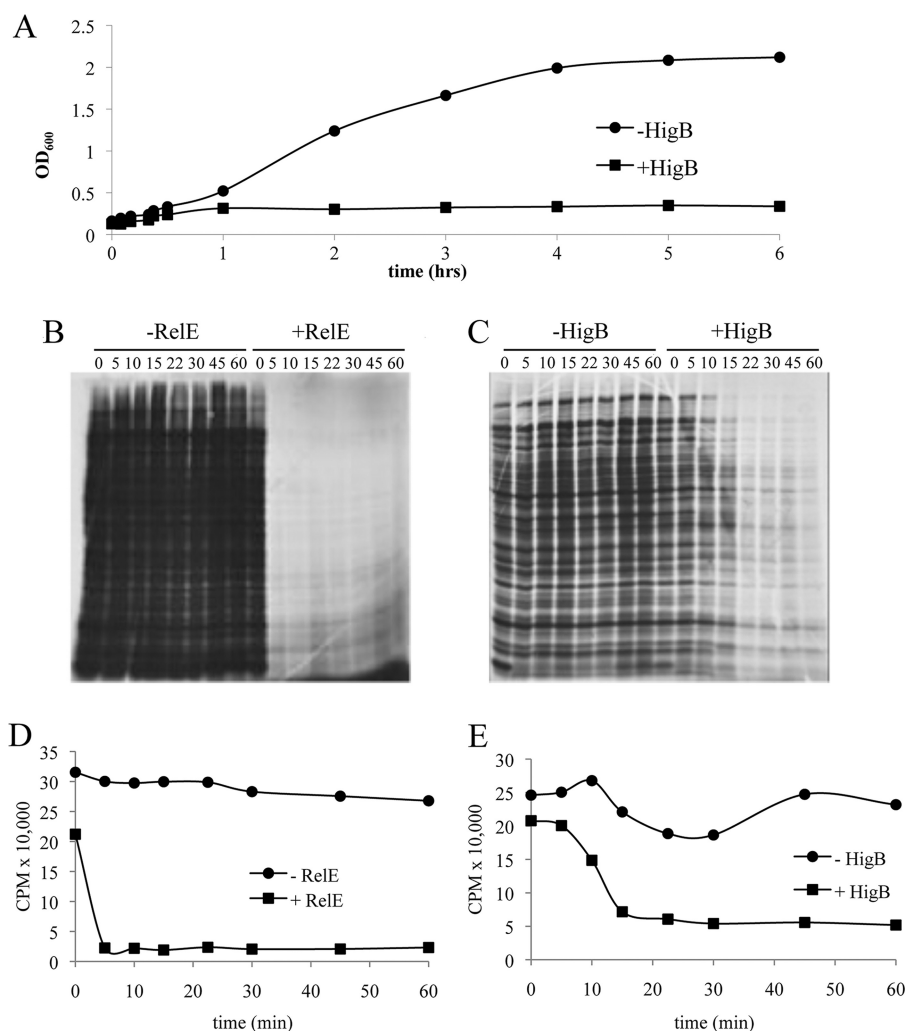 A
2.5
2
1.5
1
0.5
0
OD600
-HigB
+HigB
0 1 2 3 4 5 6
time (hrs)
B
-RelE +RelE
0 5 10 15 22 30 45 60 0 5 10 15 22 30 45 60
C
-HigB +HigB
0 5 10 15 22 30 45 60 0 5 10 15 22 30 45 60
D
35
30
25
20
15
10
5
0
CPM x 10,000
- RelE
+ RelE
0 10 20 30 40 50 60
time (min)
E
30
25
20
15
10
5
0
CPM x 10,000
- HigB
+ HigB
0 10 20 30 40 50 60
time (min)